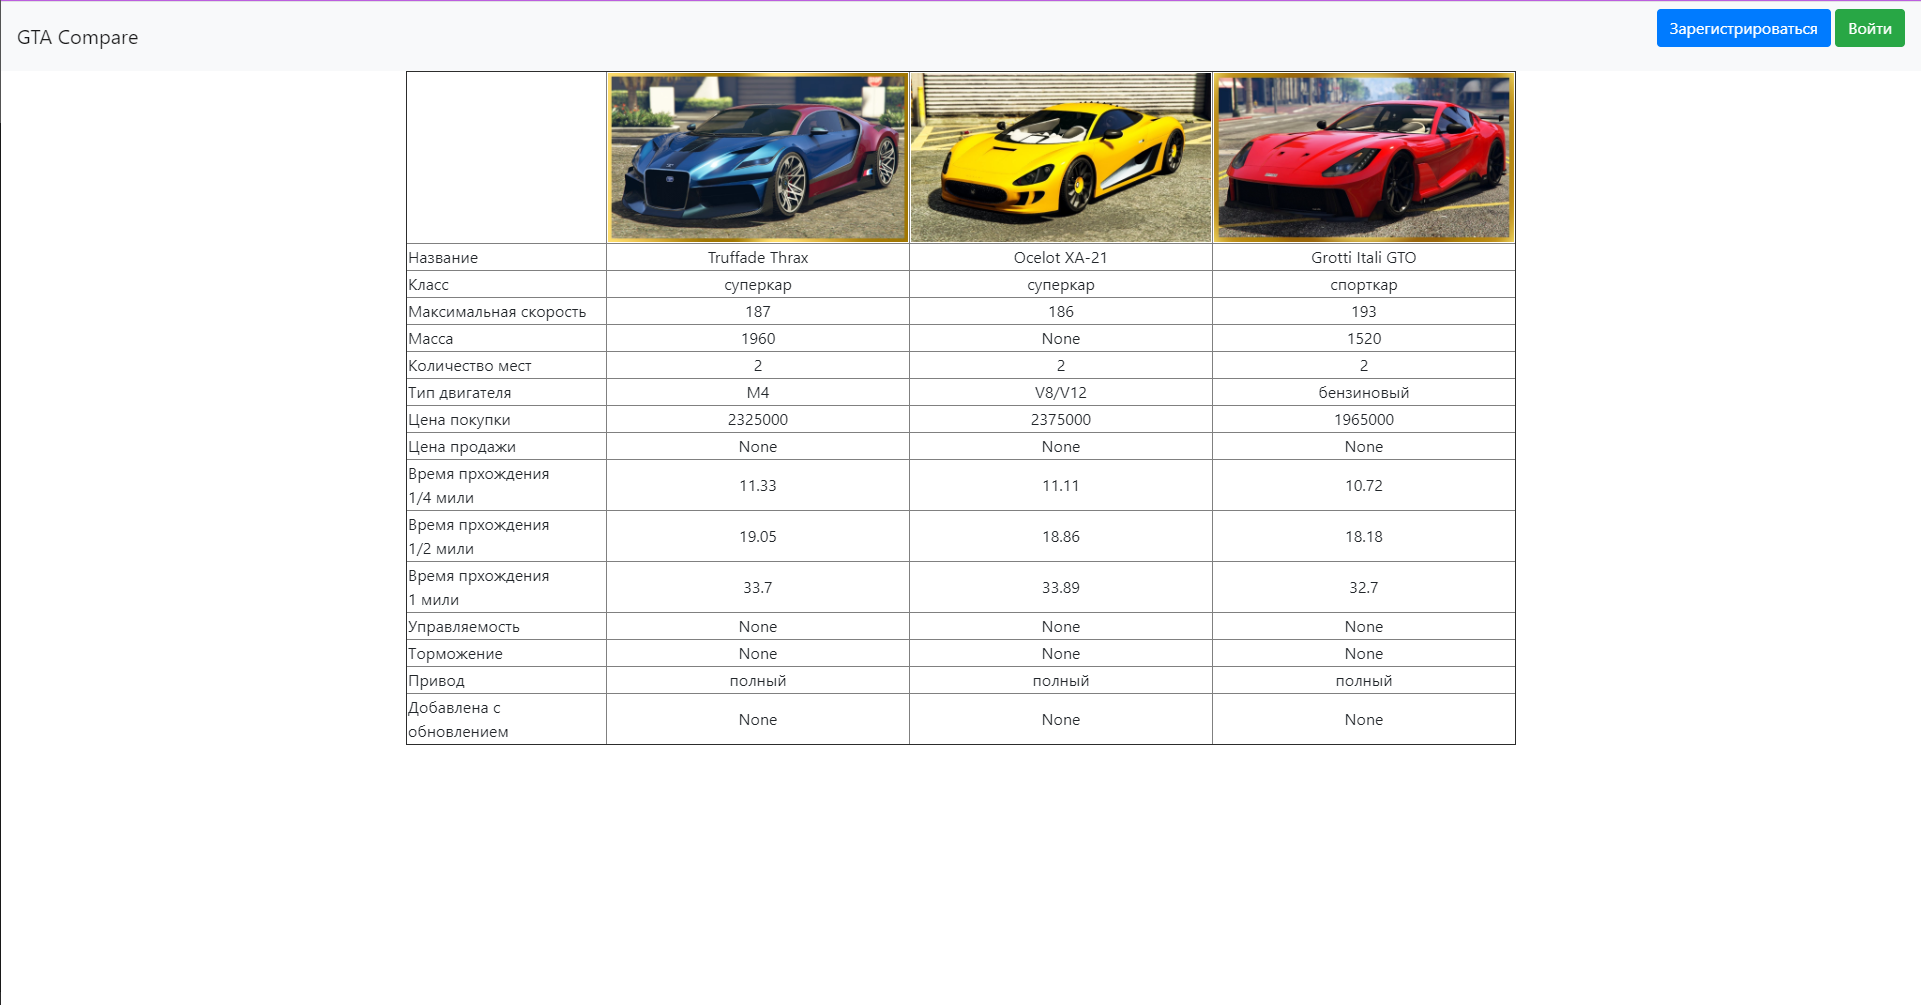 GTA Compare
Зарегистрироваться Войти
Название Truffade Thrax Ocelot XA-21 Grotti Itali GTO
Класс суперкар суперкар спорткар
Максимальная скорость 187 186 193
Масса 1960 None 1520
Количество мест 2 2 2
Тип двигателя M4 V8/V12 бензиновый
Цена покупки 2325000 2375000 1965000
Цена продажи None None None
Время прхождения
1/4 мили 11.33 11.11 10.72
Время прхождения
1/2 мили 19.05 18.86 18.18
Время прхождения
1 мили 33.7 33.89 32.7
Управляемость None None None
Торможение None None None
Привод полный полный полный
Добавлена с
обновлением None None None